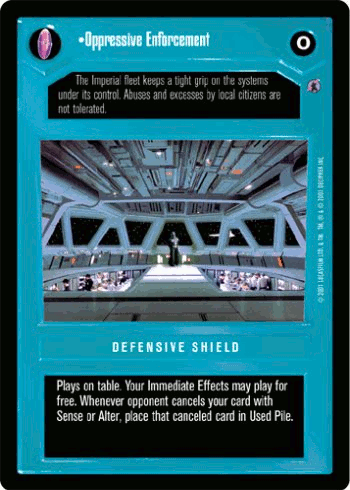 •Oppressive Enforcement
O
The Imperial fleet keeps a tight grip on the systems
under its control. Abuses and excesses by local citizens are
not tolerated.
© 2001 LUCASFILM LTD. & TM. TM, ® & © 2001 DECIPHER INC.
DEFENSIVE SHIELD
Plays on table. Your Immediate Effects may play for
free. Whenever opponent cancels your card with
Sense or Alter, place that canceled card in Used Pile.